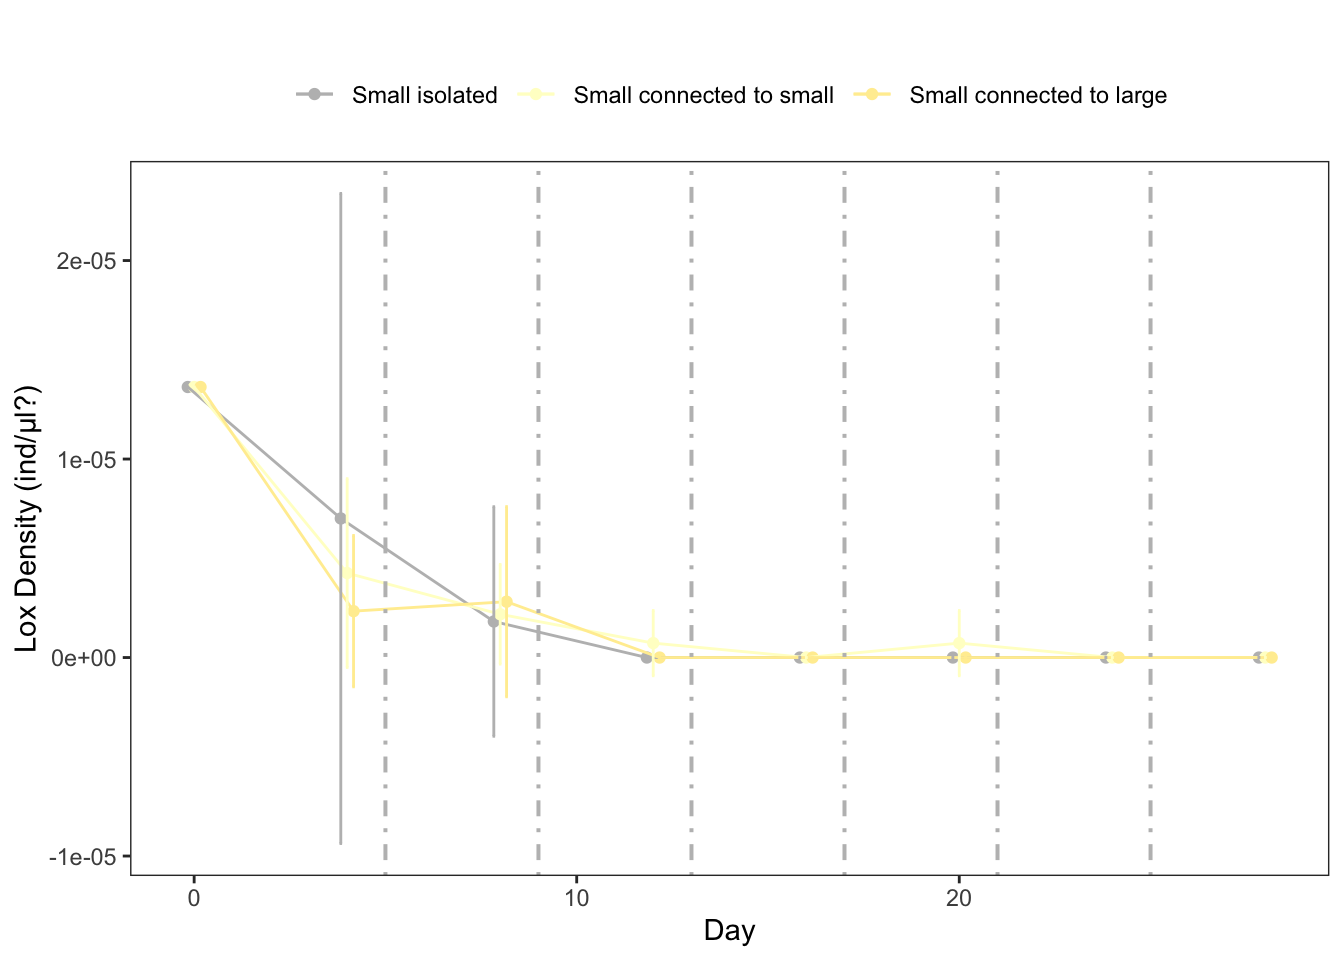 Small isolated Small connected to small Small connected to large
Lox Density (ind/µl?)
2e-05
1e-05
0e+00
-1e-05
0 10 20
Day